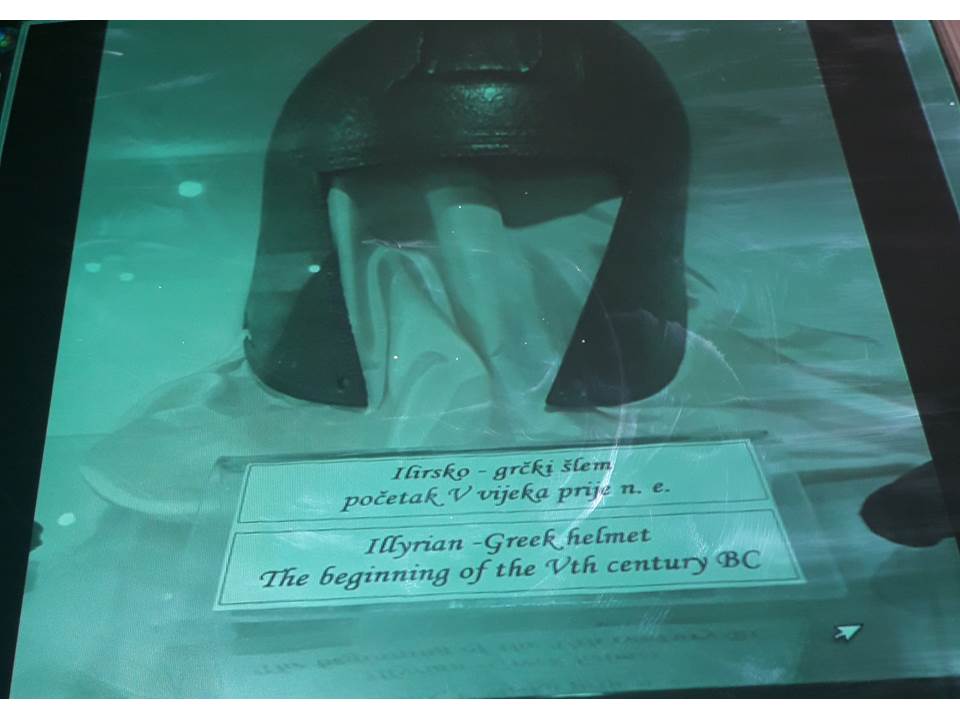 Ilirsko - grčki šlem
početak V vijeka prije n. e.
Illyrian -Greek helmet
The beginning of the Vth century BC